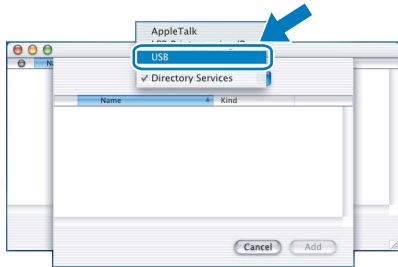 AppleTalk
USB
✓ Directory Services
Name Kind
Cancel Add